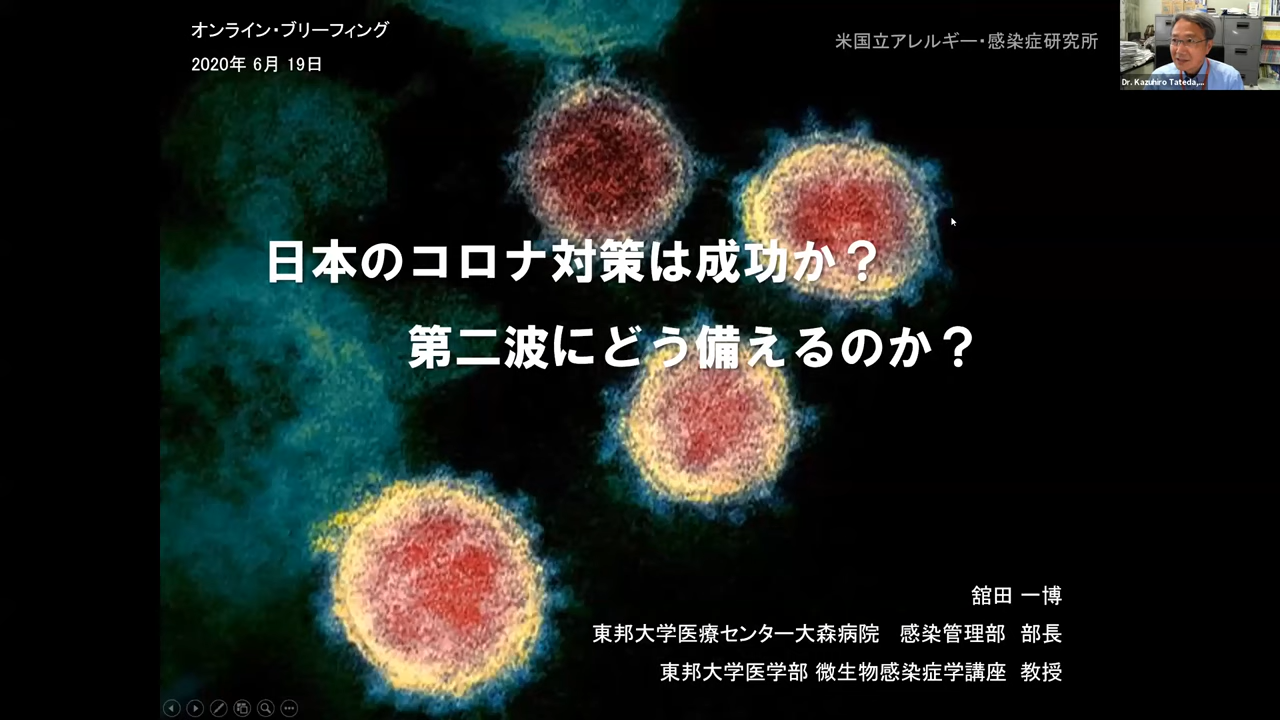 オンライン・ブリーフィング
2020年 6月 19日
米国立アレルギー・感染症研究所
Dr. Kazuhiro Tateda,...
日本のコロナ対策は成功か？
第二波にどう備えるのか？
舘田 一博
東邦大学医療センター大森病院　感染管理部　部長
東邦大学医学部 微生物感染症学講座　教授